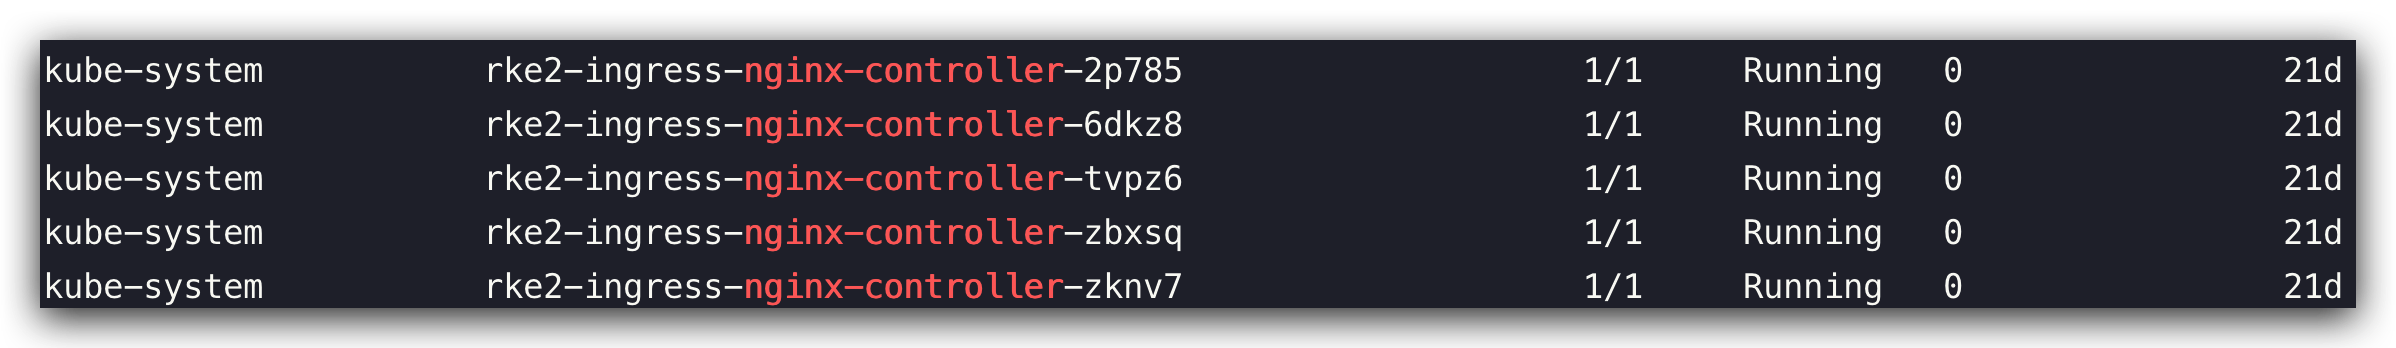 kube-system rke2-ingress-nginx-controller-2p785 1/1 Running 0 21d
kube-system rke2-ingress-nginx-controller-6dkz8 1/1 Running 0 21d
kube-system rke2-ingress-nginx-controller-tvpz6 1/1 Running 0 21d
kube-system rke2-ingress-nginx-controller-zbxsq 1/1 Running 0 21d
kube-system rke2-ingress-nginx-controller-zknv7 1/1 Running 0 21d